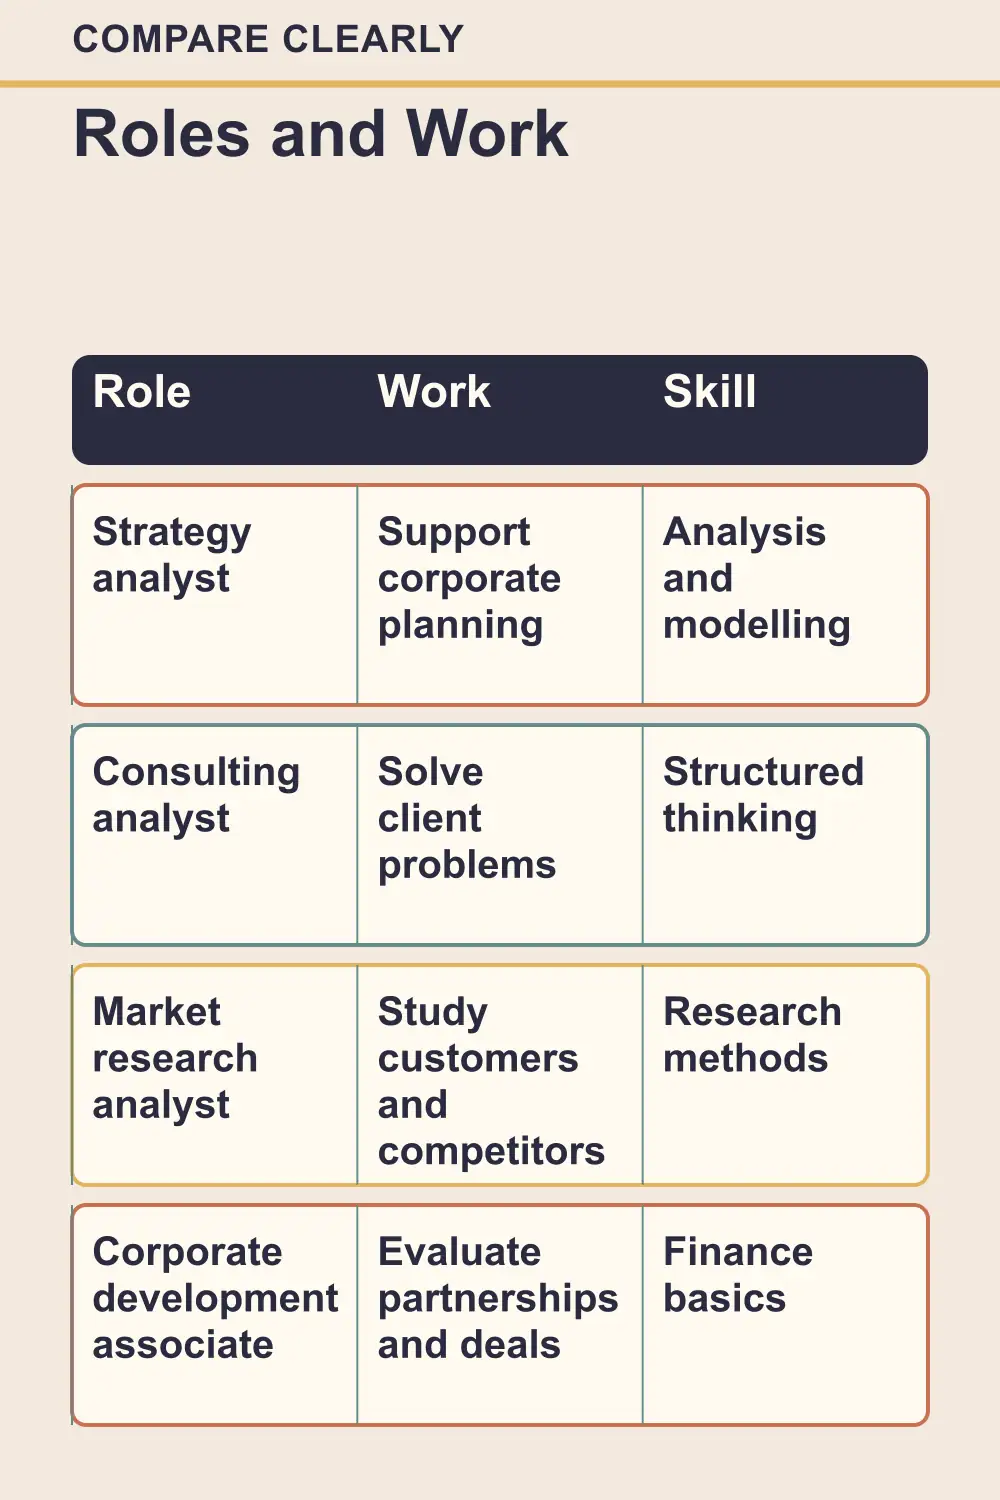 COMPARE CLEARLY
Roles and Work
Role
Work
Skill
Strategy
analyst
Support
corporate
planning
Analysis
and
modelling
Consulting
analyst
Solve
client
problems
Structured
thinking
Market
research
analyst
Study
customers
and
competitors
Research
methods
Corporate
development
associate
Evaluate
partnerships
and deals
Finance
basics